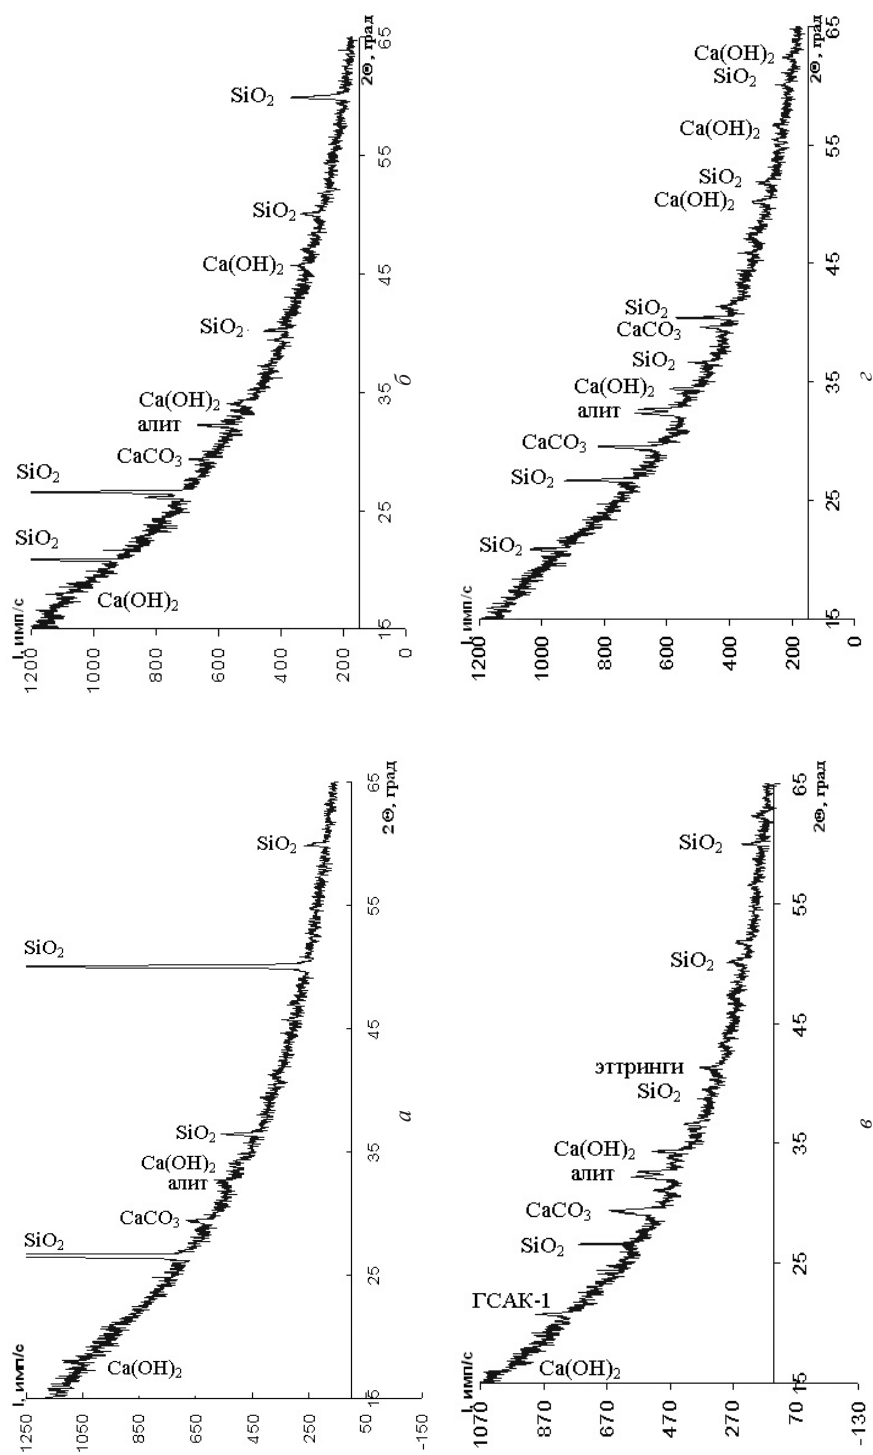 I, имп/с
1250
1050
850
650
450
250
50
-150
15
25
35
45
55
65
2Θ, град
Ca(OH)₂
SiO₂
CaCO₃
алит
Ca(OH)₂
SiO₂
SiO₂
SiO₂
а
I, имп/с
1200
1000
800
600
400
200
0
15
25
35
45
55
65
2Θ, град
Ca(OH)₂
SiO₂
SiO₂
CaCO₃
алит
Ca(OH)₂
SiO₂
Ca(OH)₂
SiO₂
SiO₂
б
I, имп/с
1070
870
670
470
270
70
-130
15
25
35
45
55
65
2Θ, град
Ca(OH)₂
ГСАК-1
SiO₂
CaCO₃
алит
Ca(OH)₂
SiO₂
эттринги
SiO₂
SiO₂
в
I, имп/с
1200
1000
800
600
400
200
0
15
25
35
45
55
65
2Θ, град
SiO₂
SiO₂
CaCO₃
алит
Ca(OH)₂
SiO₂
CaCO₃
SiO₂
Ca(OH)₂
SiO₂
Ca(OH)₂
SiO₂
Ca(OH)₂
г